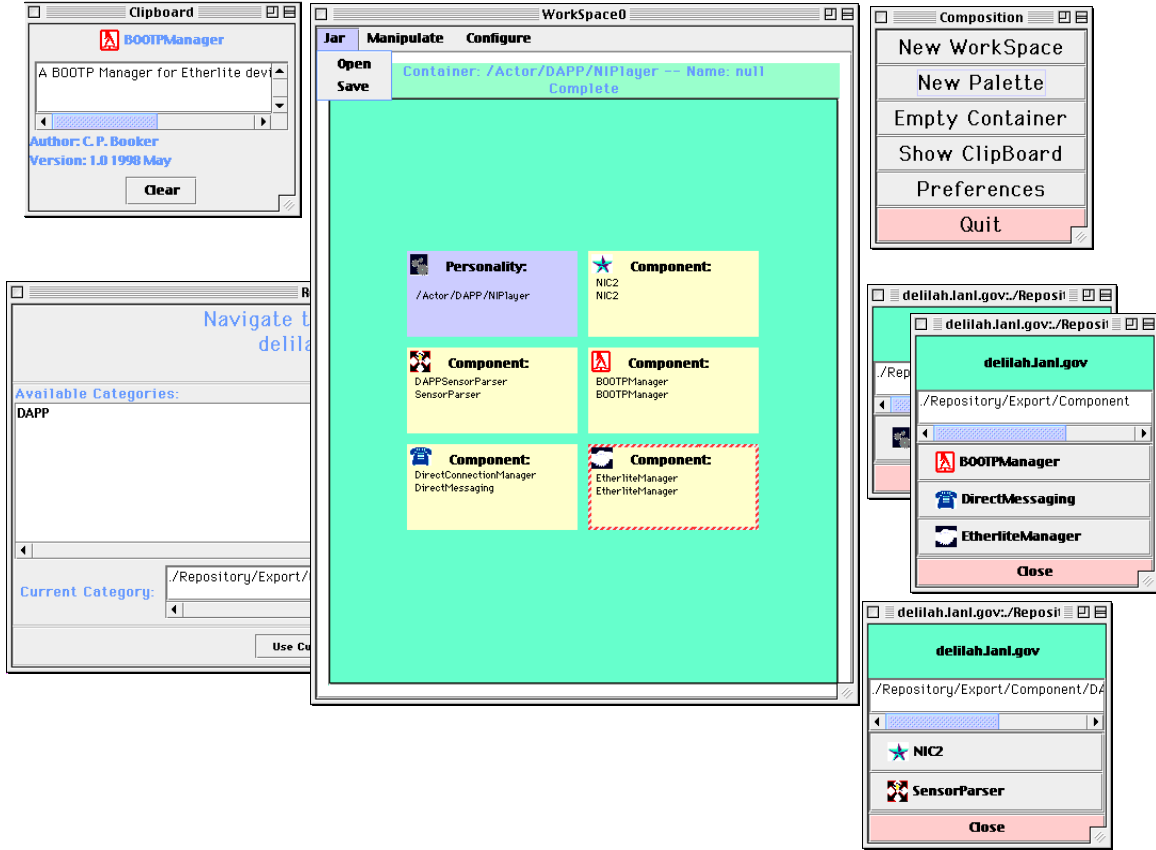 Clipboard
BOOTPManager
A BOOTP Manager for Etherlite devi
Author: C. P. Booker
Version: 1.0 1998 May
Clear
WorkSpace0
Jar Manipulate Configure
Open
Save
Container: /Actor/DAPP/NIPlayer -- Name: null
Complete
Personality:
/Actor/DAPP/NIPlayer
Component:
NIC2
NIC2
Component:
DAPPSensorParser
SensorParser
Component:
BOOTPManager
BOOTPManager
Component:
DirectConnectionManager
DirectMessaging
Component:
EtherliteManager
EtherliteManager
Composition
New WorkSpace
New Palette
Empty Container
Show ClipBoard
Preferences
Quit
Navigate t
delila
Available Categories:
DAPP
Current Category:
./Repository/Export/
Use Cu
delilah.lanl.gov:./Reposit
./Rep
delilah.lanl.gov:./Reposit
delilah.lanl.gov
./Repository/Export/Component
BOOTPManager
DirectMessaging
EtherliteManager
Close
delilah.lanl.gov:./Reposit
delilah.lanl.gov
./Repository/Export/Component/DA
NIC2
SensorParser
Close